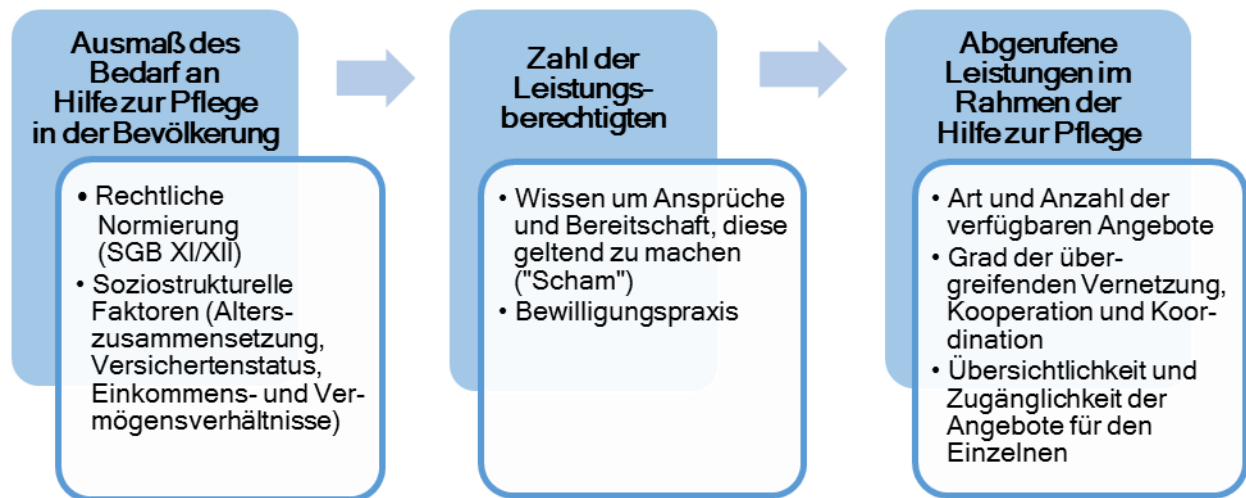 Ausmaß des
Bedarf an
Hilfe zur Pflege
in der Bevölkerung
• Rechtliche
Normierung
(SGB XI/XII)
• Soziostrukturelle
Faktoren (Alters-
zusammensetzung,
Versichertenstatus,
Einkommens- und Ver-
mögensverhältnisse)
Zahl der
Leistungs-
berechtigten
• Wissen um Ansprüche
und Bereitschaft, diese
geltend zu machen
("Scham")
• Bewilligungspraxis
Abgerufene
Leistungen im
Rahmen der
Hilfe zur Pflege
• Art und Anzahl der
verfügbaren Angebote
• Grad der über-
greifenden Vernetzung,
Kooperation und Koor-
dination
• Übersichtlichkeit und
Zugänglichkeit der
Angebote für den
Einzelnen